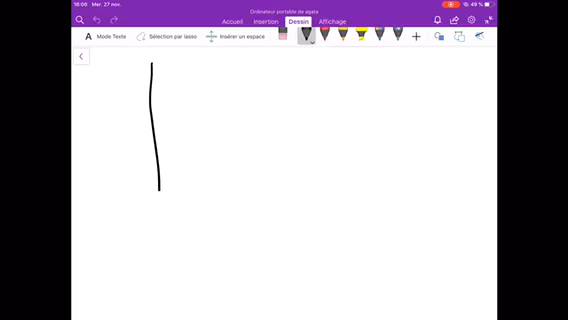 16:06 Mer. 27 nov. 49 %
Ordinateur portable de agata
Accueil Insertion Dessin Affichage
A Mode Texte Sélection par lasso Insérer un espace